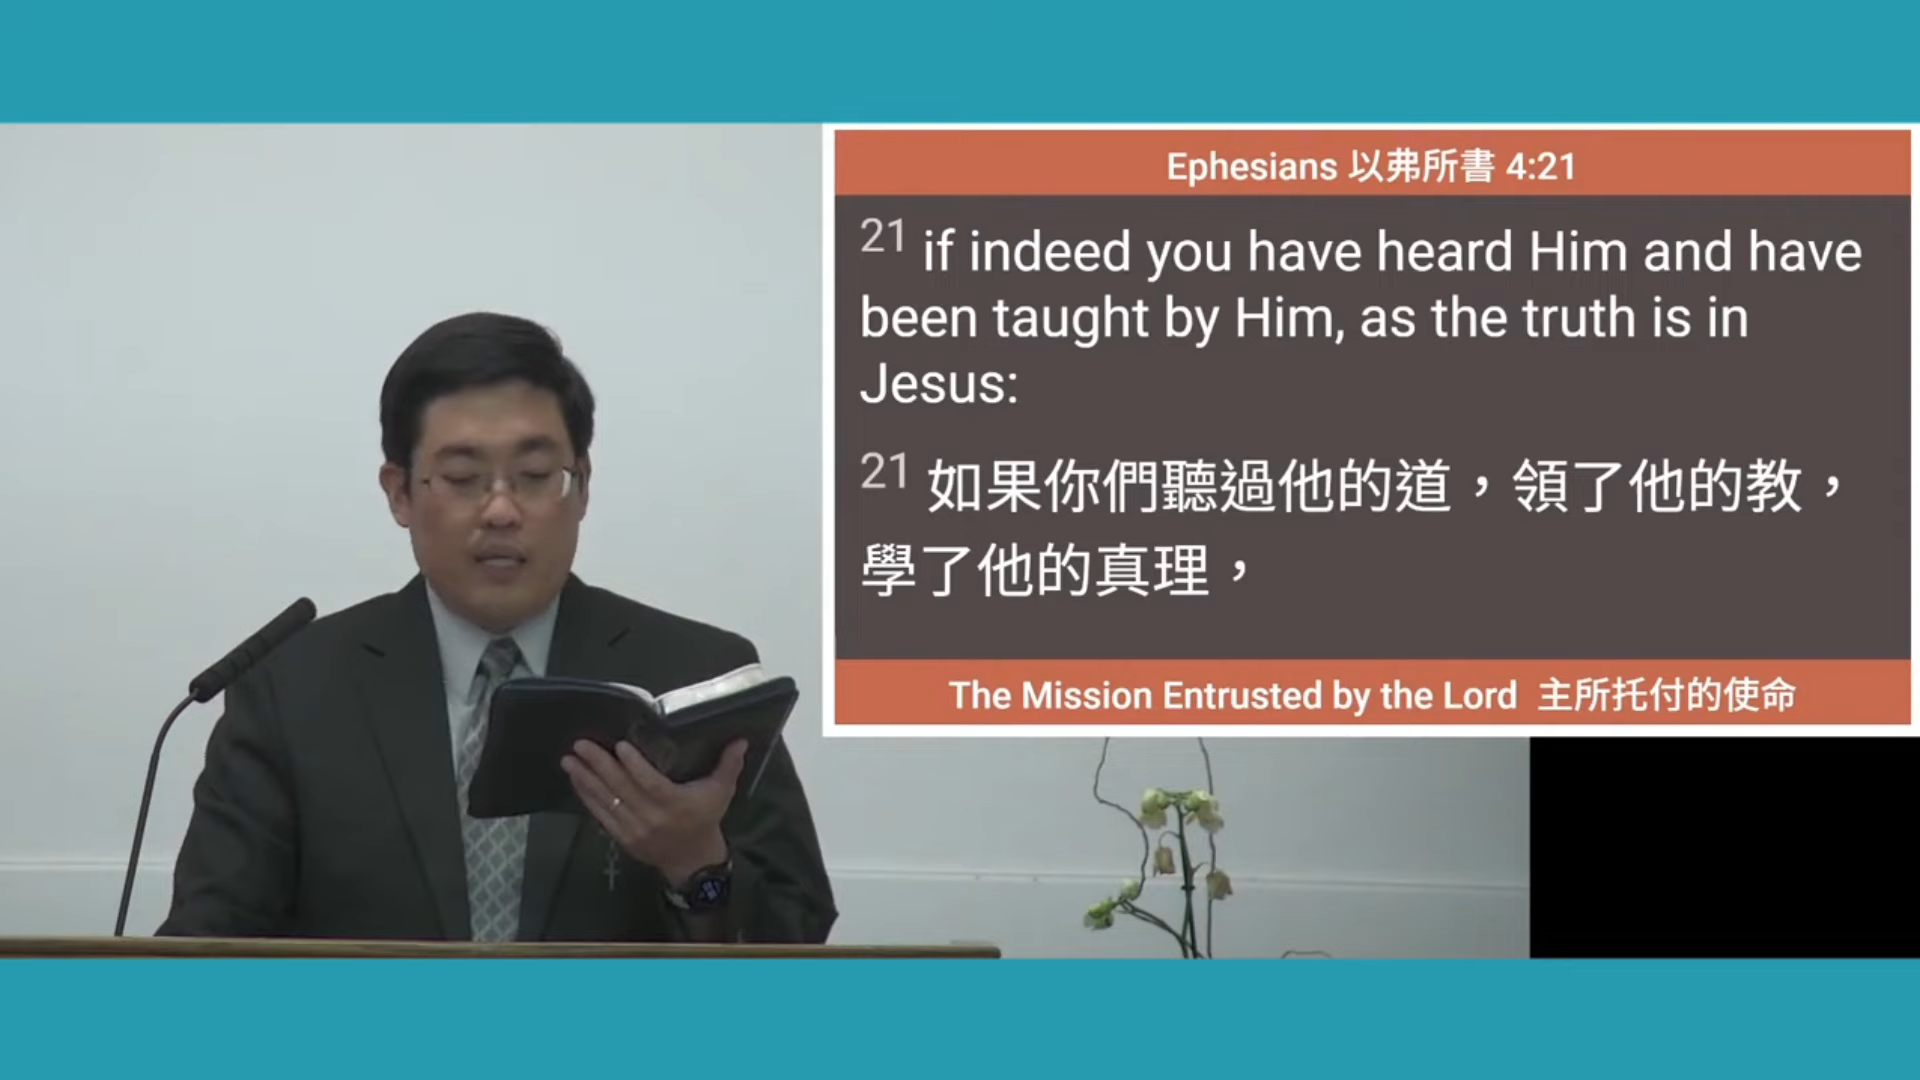 Ephesians 以弗所書 4:21
21 if indeed you have heard Him and have
been taught by Him, as the truth is in
Jesus:
21 如果你們聽過他的道，領了他的教，
學了他的真理，
The Mission Entrusted by the Lord 主所托付的使命